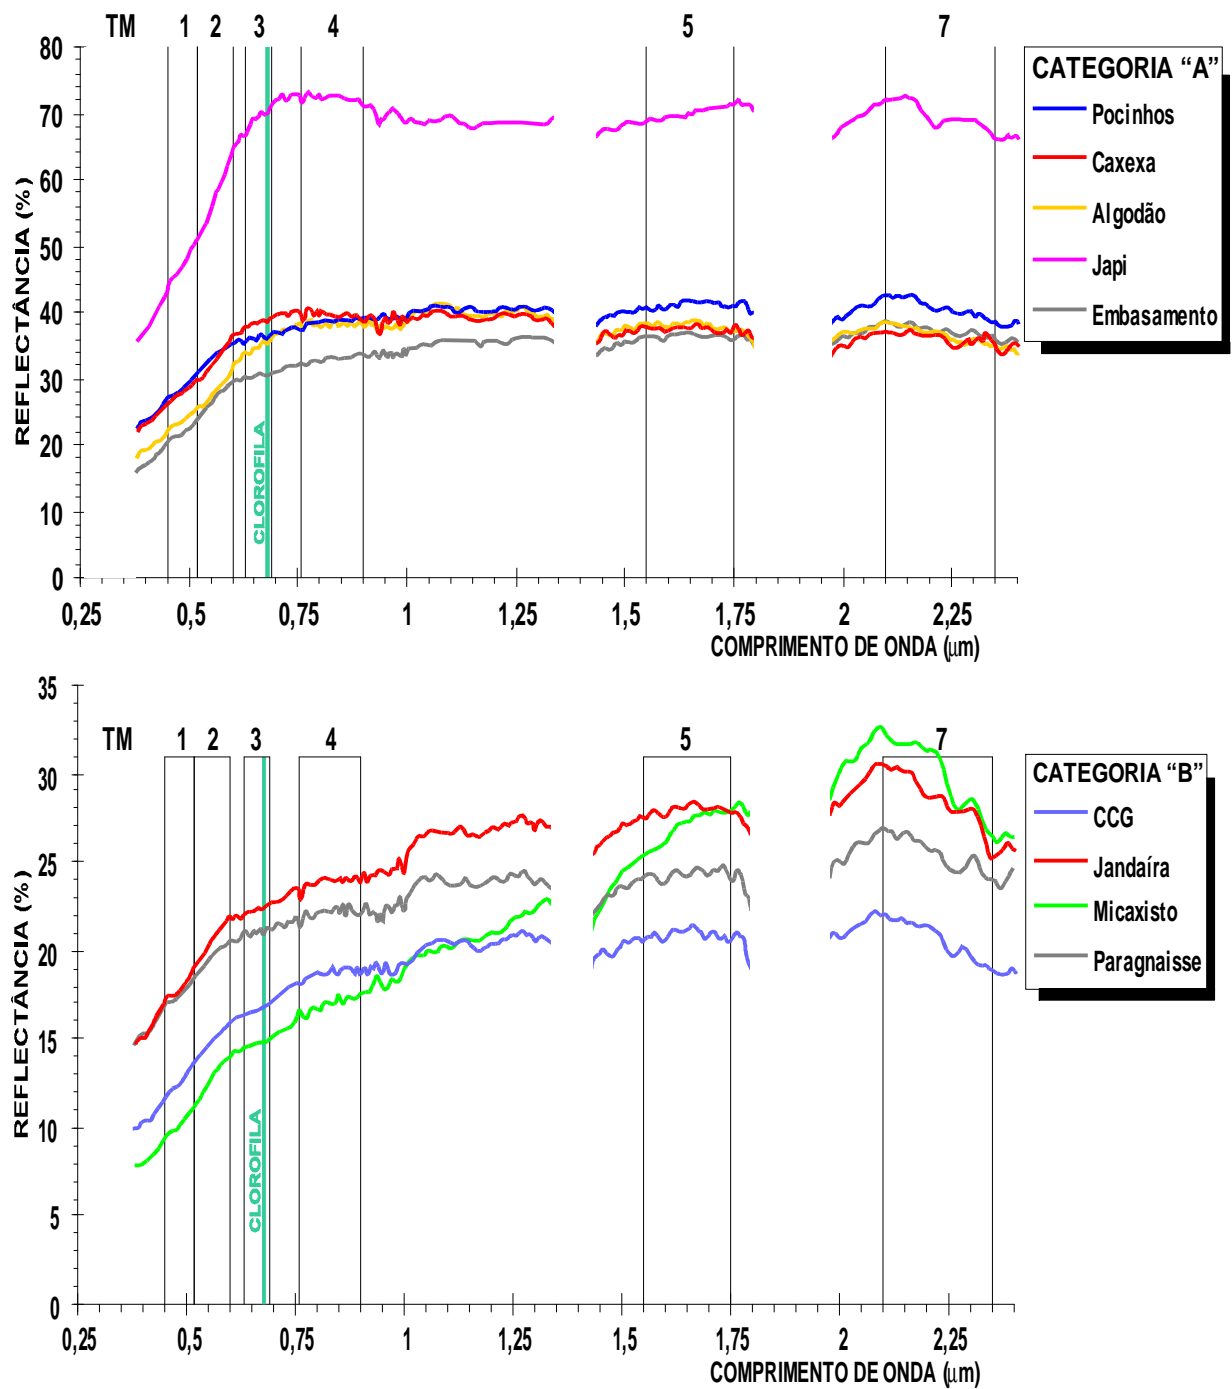 TM 1 2 3 4 5 7
80
70
60
50
40
30
20
10
0
REFLECTÂNCIA (%)
CLOROFILA
0,25 0,5 0,75 1 1,25 1,5 1,75 2 2,25
COMPRIMENTO DE ONDA (μm)
CATEGORIA “A”
Pocinhos
Caxexa
Algodão
Japi
Embasamento
35
30
25
20
15
10
5
0
REFLECTÂNCIA (%)
TM 1 2 3 4 5 7
CLOROFILA
0,25 0,5 0,75 1 1,25 1,5 1,75 2 2,25
COMPRIMENTO DE ONDA (μm)
CATEGORIA “B”
CCG
Jandaíra
Micaxisto
Paragnaisse